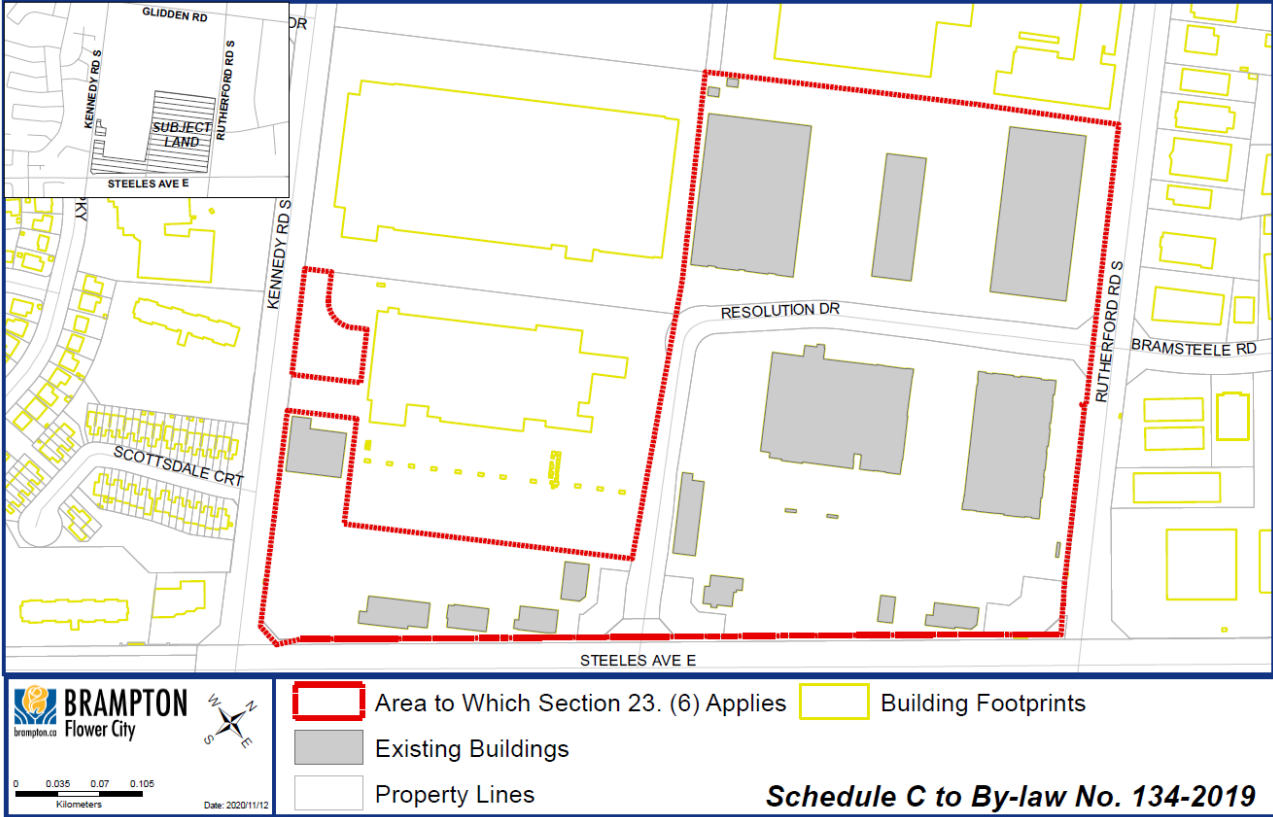 GLIDDEN RD
KENNEDY RD S
RUTHERFORD RD S
SUBJECT
LAND
STEELES AVE E
DR
PKY
KENNEDY RD S
RESOLUTION DR
BRAMSTEELE RD
RUTHERFORD RD S
SCOTTSDALE CRT
STEELES AVE E
BRAMPTON
brampton.ca Flower City
W N
S E
0 0.035 0.07 0.105
Kilometers
Date: 2020/11/12
Area to Which Section 23. (6) Applies
Building Footprints
Existing Buildings
Property Lines
Schedule C to By-law No. 134-2019